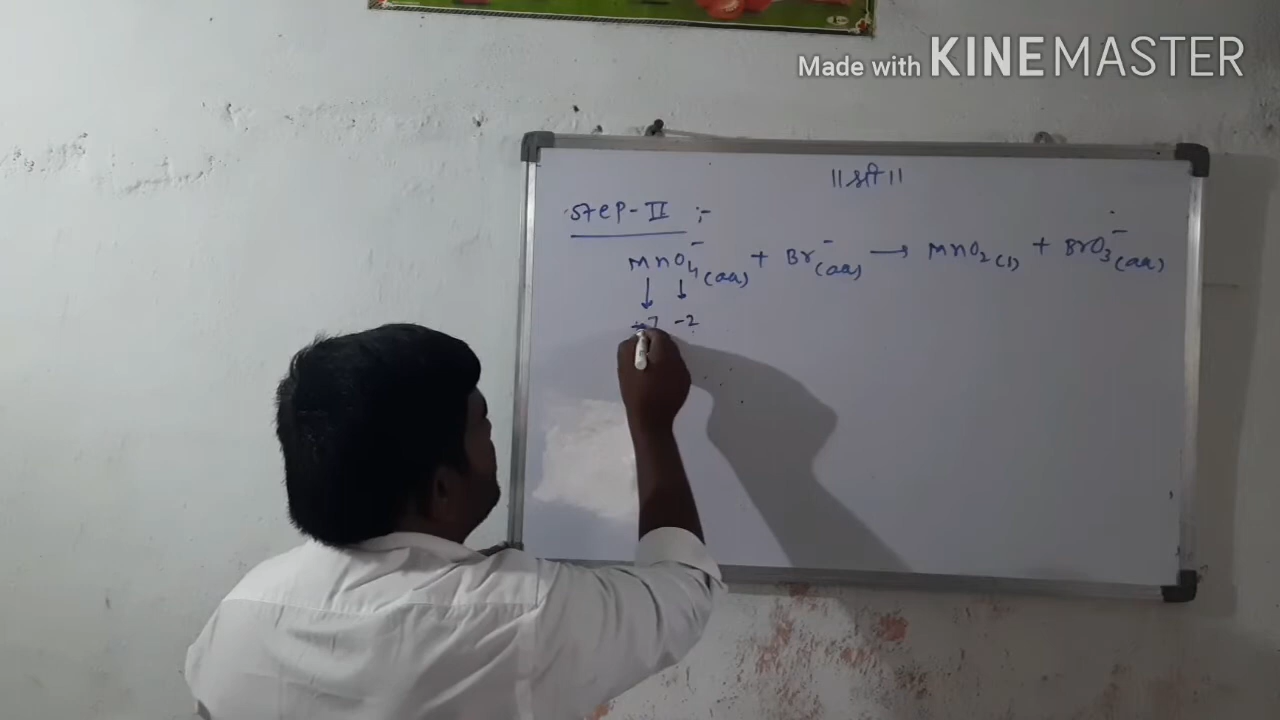 Made with KINEMASTER
॥श्री॥
Step-II :-
MnO₄⁻(aq) + Br⁻(aq) → MnO₂(s) + BrO₃⁻(aq)
↓ ↓
+7 -2